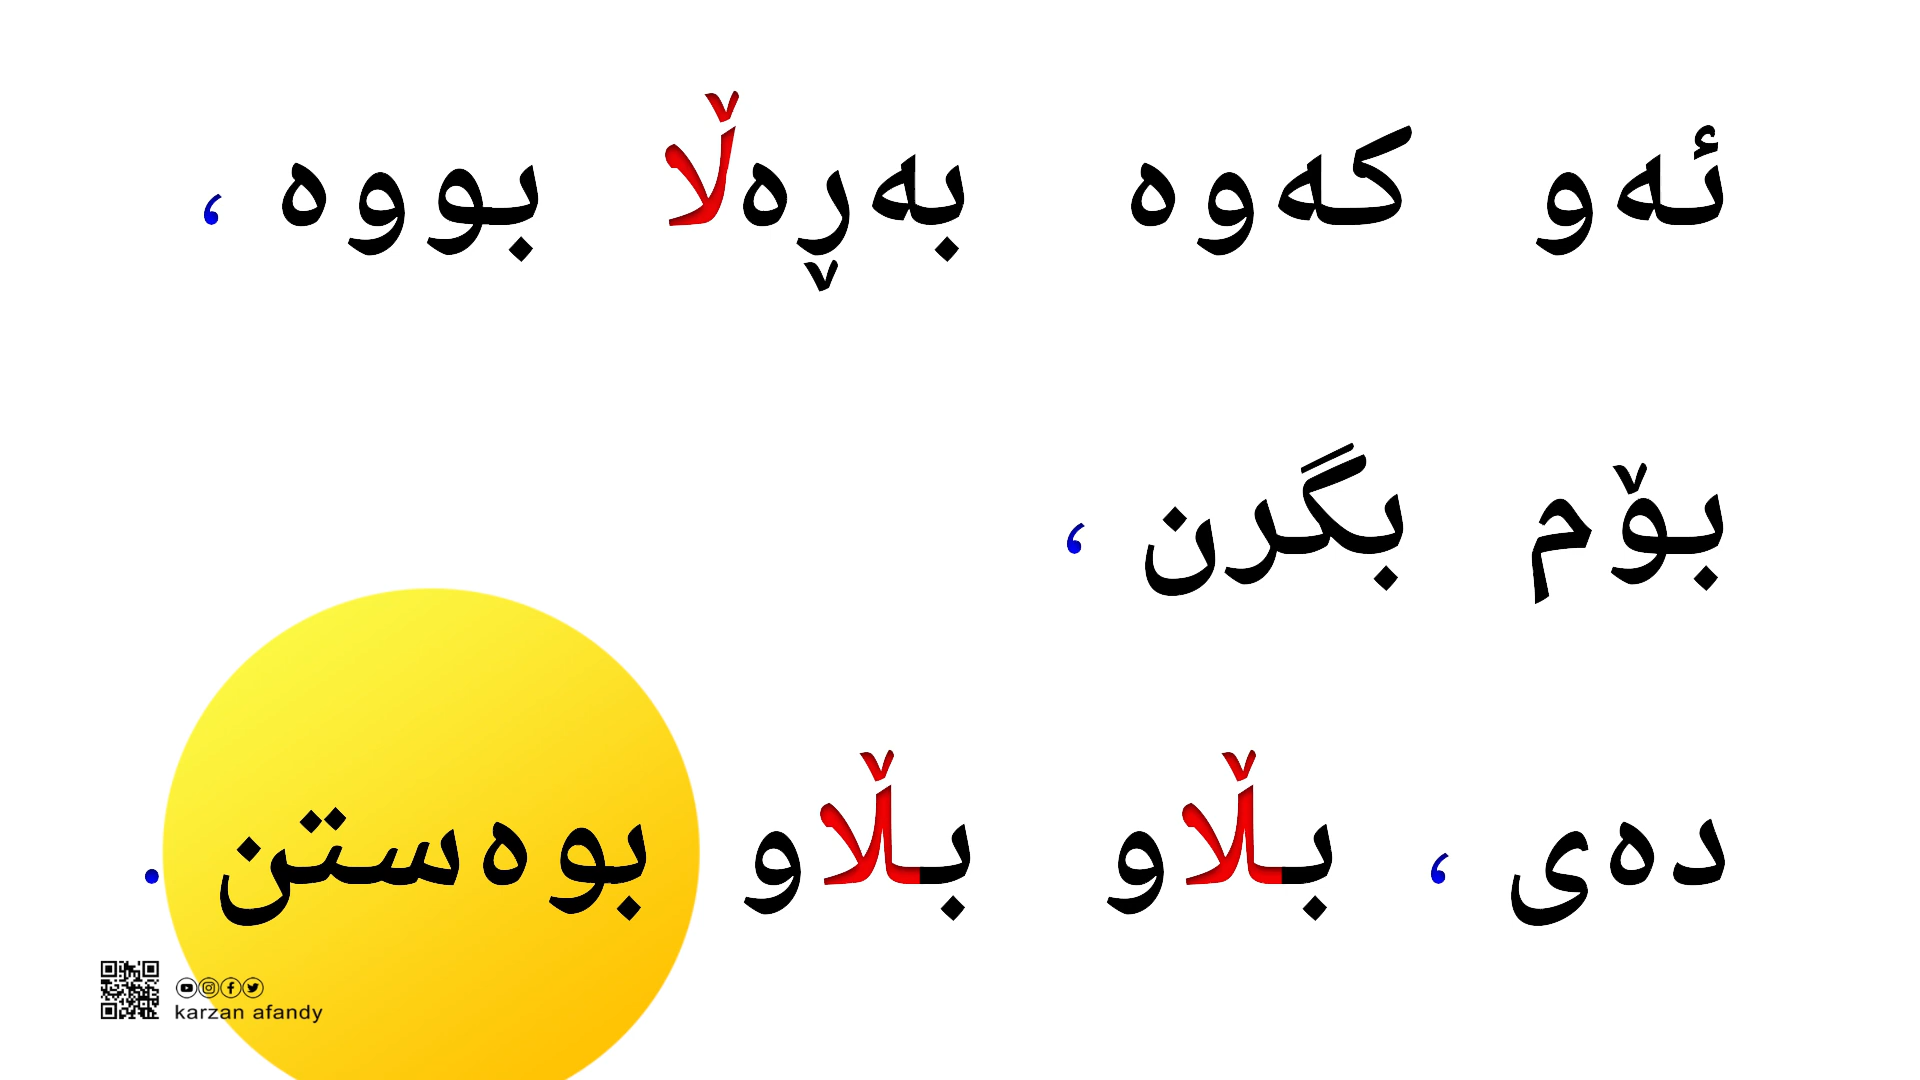 ئەو کەوە بەڕەڵا بووە ،
بۆم بگرن ،
دەی ، بڵاو بڵاو بوەستن .
karzan afandy